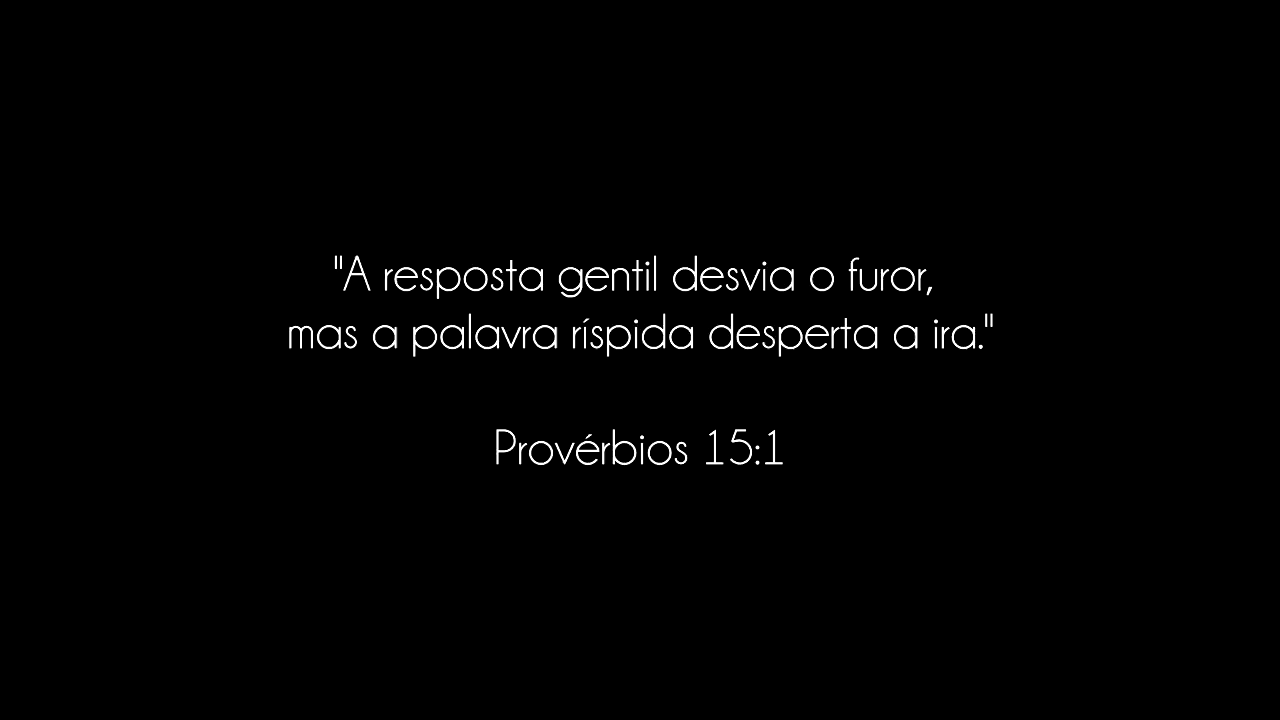 "A resposta gentil desvia o furor,
mas a palavra ríspida desperta a ira."
Provérbios 15:1